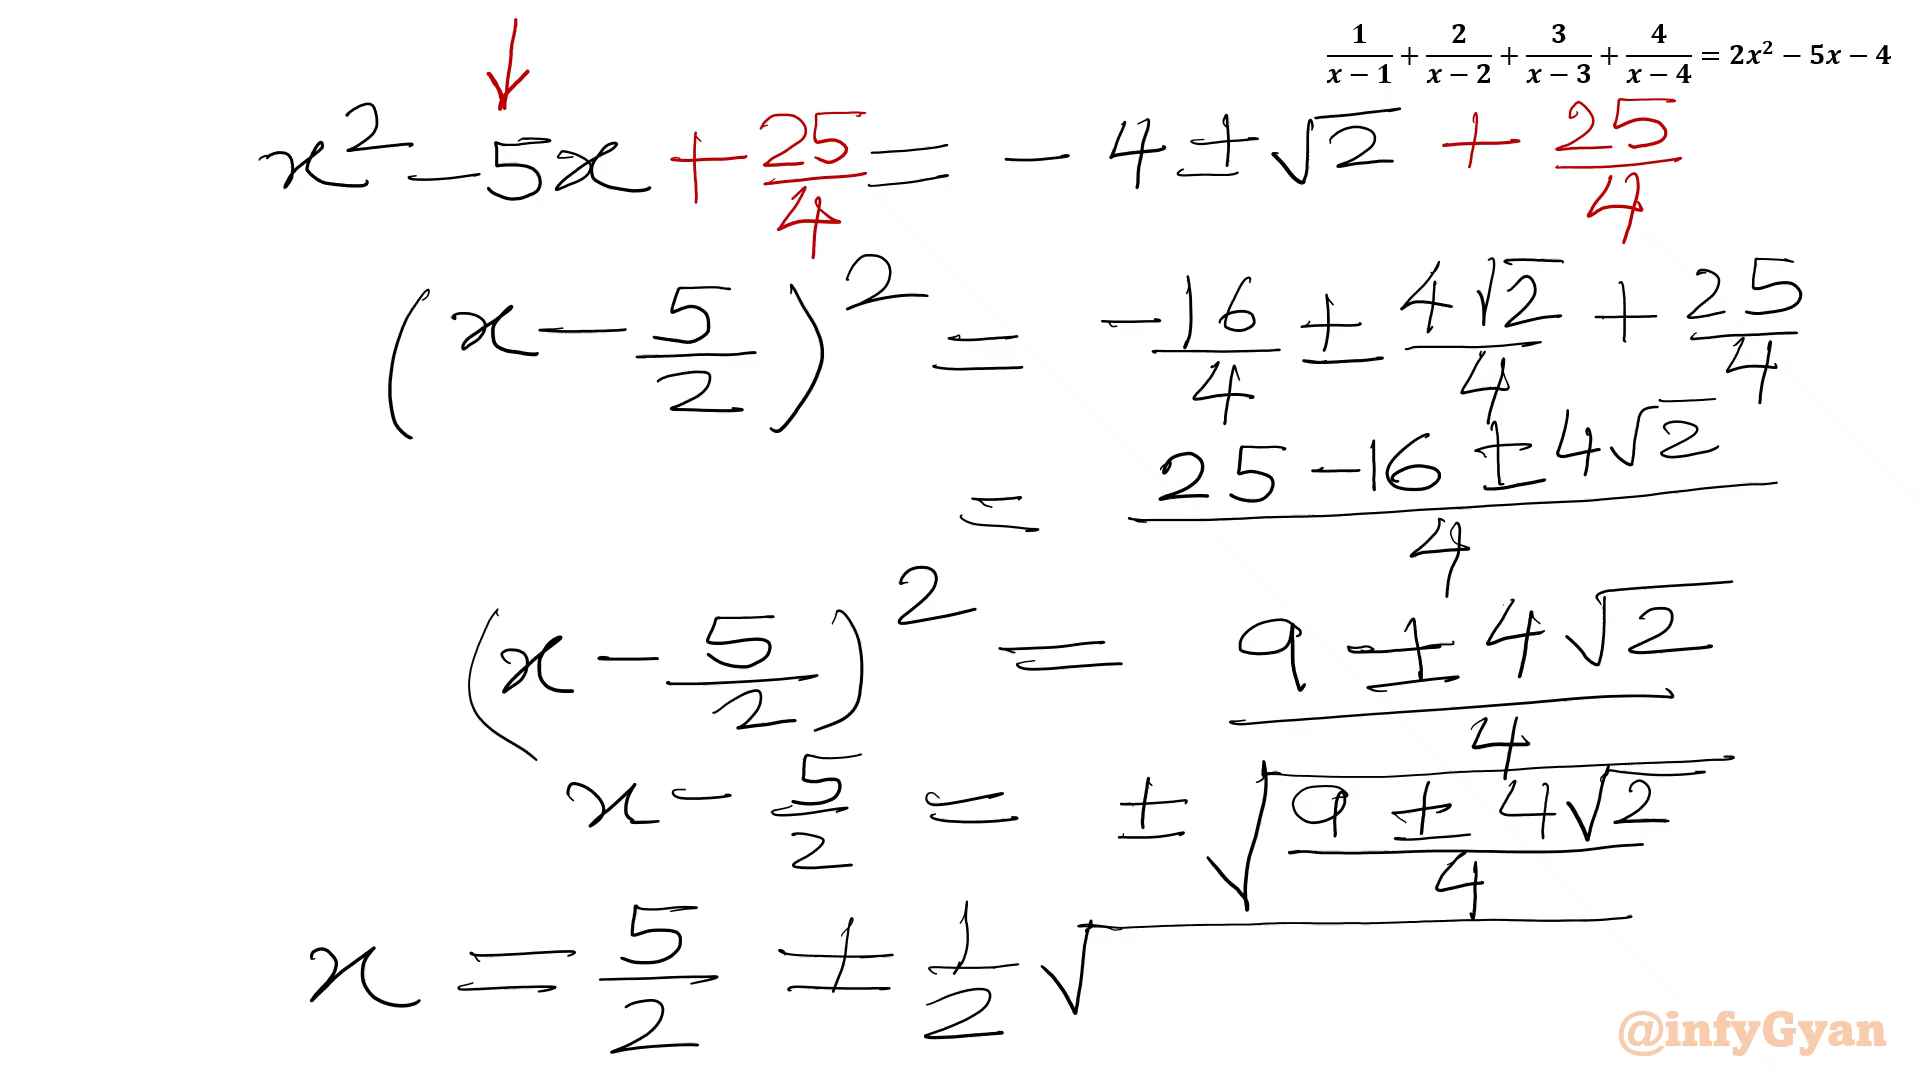 1/(x − 1) + 2/(x − 2) + 3/(x − 3) + 4/(x − 4) = 2x² − 5x − 4
x² − 5x + 25/4 = − 4 ± √2 + 25/4
(x − 5/2)² = −16/4 ± 4√2/4 + 25/4
= (25 − 16 ± 4√2)/4
(x − 5/2)² = (9 ± 4√2)/4
x − 5/2 = ± √((9 ± 4√2)/4)
x = 5/2 ± 1/2 √
@infyGyan